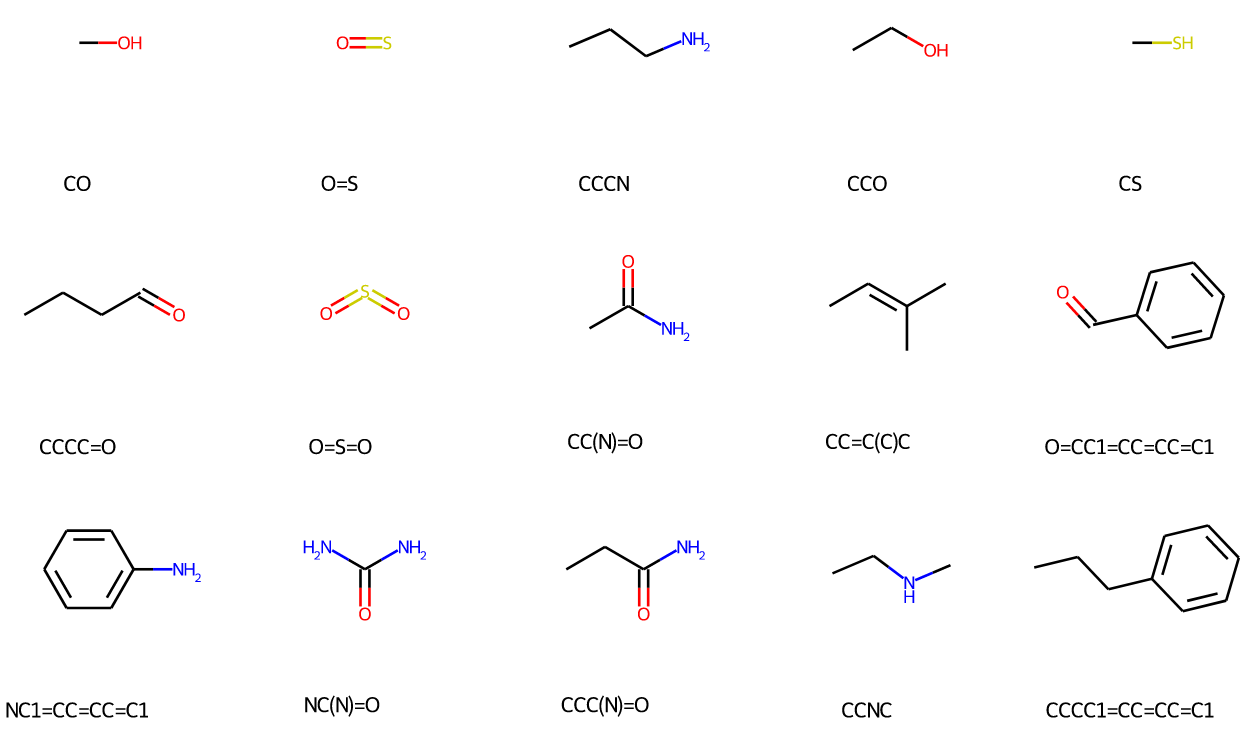 OH
O
S
NH2
OH
SH
CO
O=S
CCCN
CCO
CS
O
O
S
O
O
NH2
O
CCCC=O
O=S=O
CC(N)=O
CC=C(C)C
O=CC1=CC=CC=C1
NH2
H2N
NH2
O
NH2
O
N
H
NC1=CC=CC=C1
NC(N)=O
CCC(N)=O
CCNC
CCCC1=CC=CC=C1